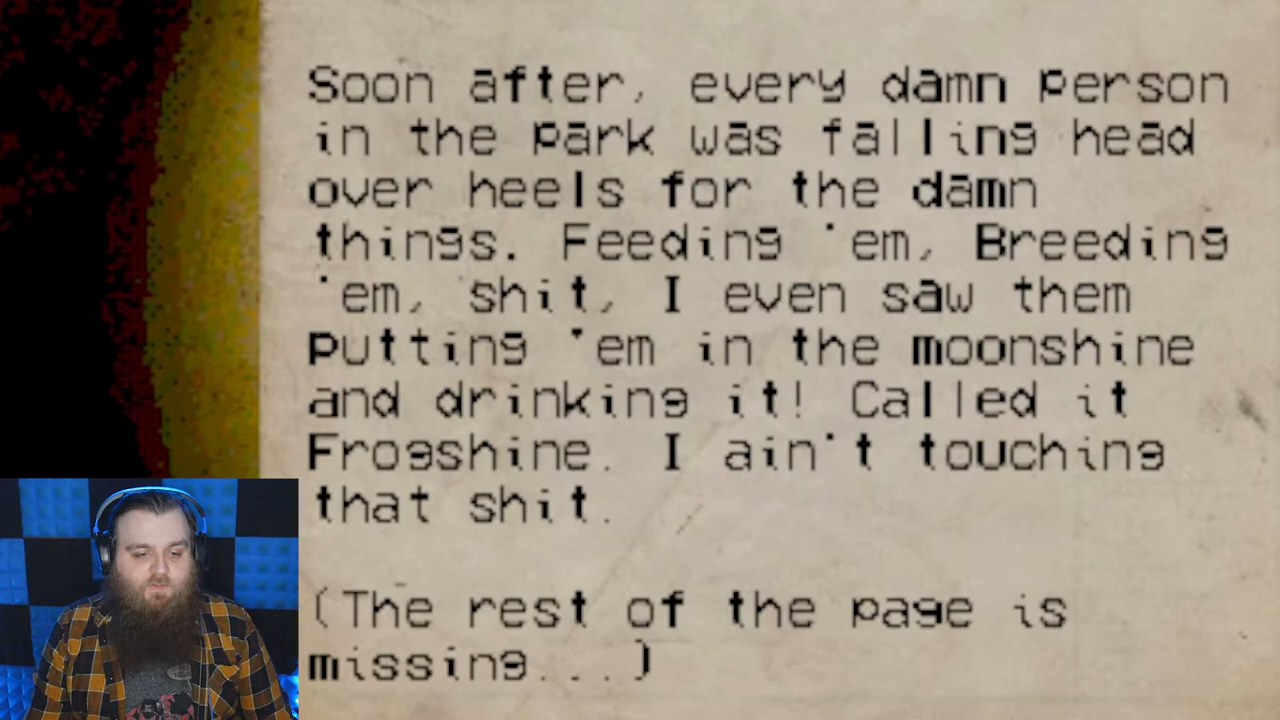 Soon after, every damn person
in the park was falling head
over heels for the damn
things. Feeding 'em, Breeding
'em, shit, I even saw them
putting 'em in the moonshine
and drinking it! Called it
Frogshine. I ain't touching
that shit.
(The rest of the page is
missing...)